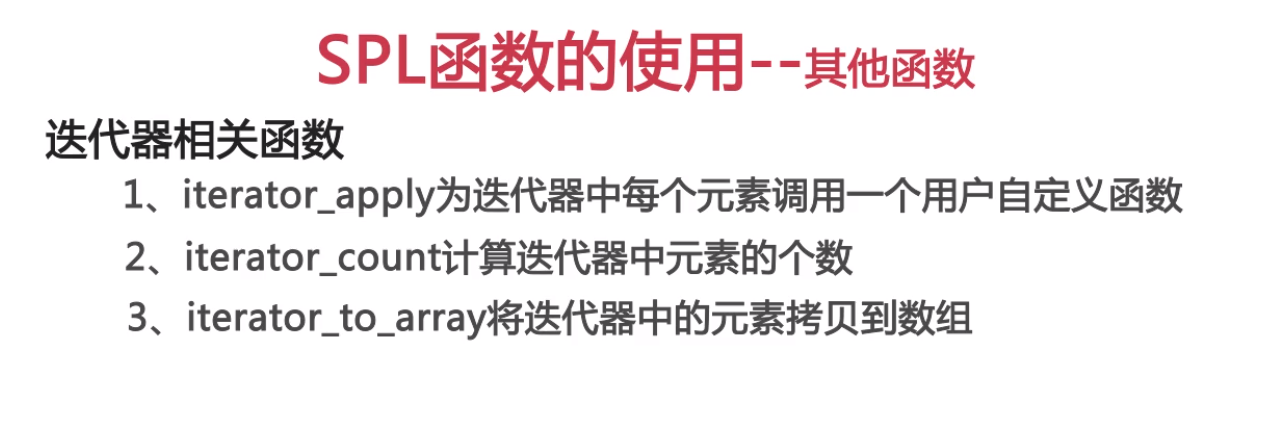 SPL函数的使用--其他函数
迭代器相关函数
1、iterator_apply为迭代器中每个元素调用一个用户自定义函数
2、iterator_count计算迭代器中元素的个数
3、iterator_to_array将迭代器中的元素拷贝到数组